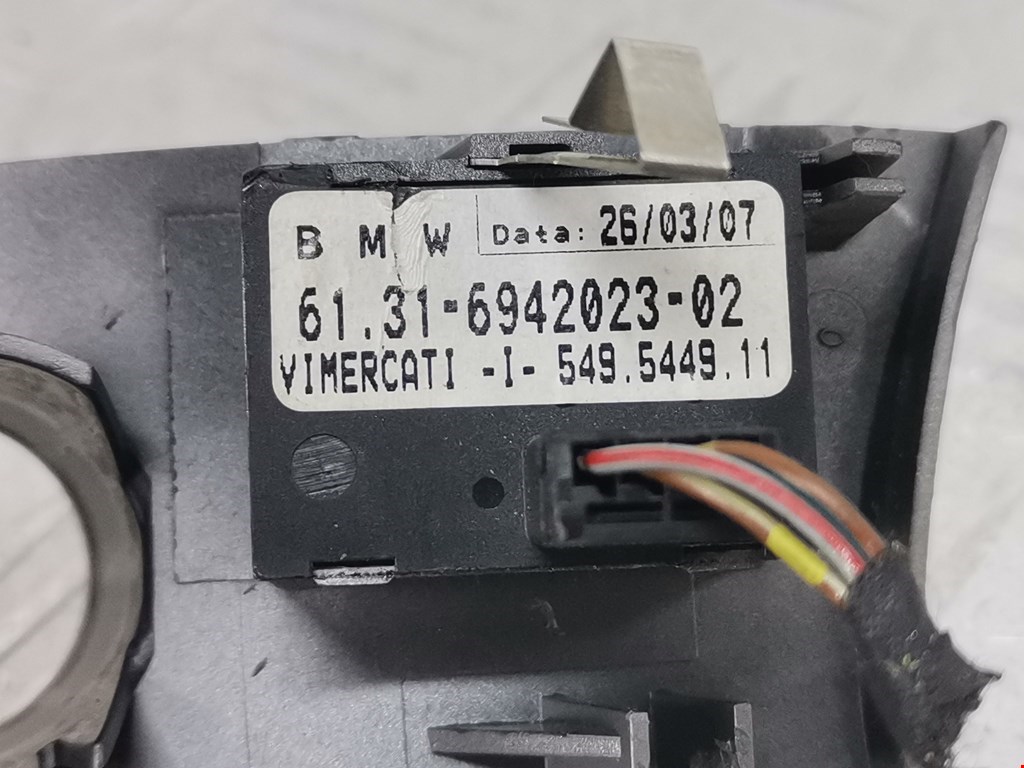 B M W Data: 26/03/07
61.31-6942023-02
VIMERCATI -I- 549.5449.11